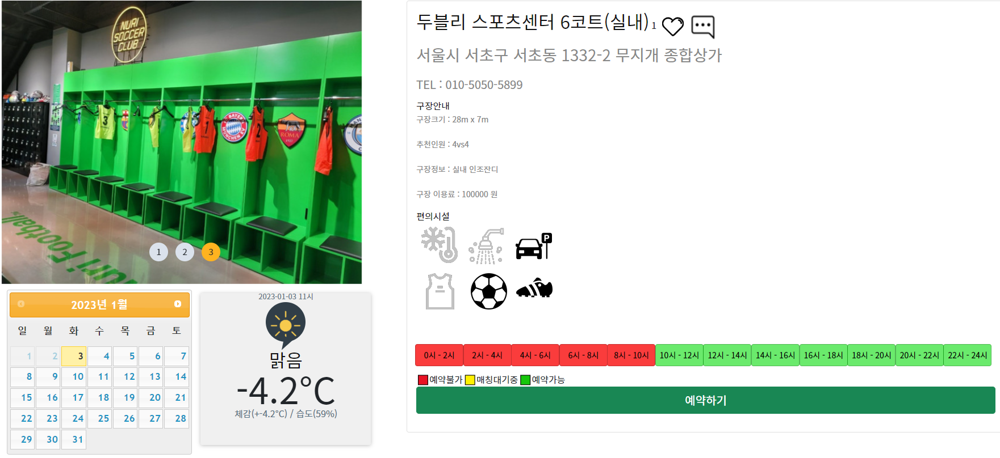 NURI
SOCCER
CLUB
3
1
2
FC BAYERN
MÜNCHEN EV
ROMA
1927
Nuri Football
1 2 3
2023년 1월
일 월 화 수 목 금 토
1 2 3 4 5 6 7
8 9 10 11 12 13 14
15 16 17 18 19 20 21
22 23 24 25 26 27 28
29 30 31
2023-01-03 11시
맑음
-4.2°C
체감(+-4.2°C) / 습도(59%)
두블리 스포츠센터 6코트(실내) 1
서울시 서초구 서초동 1332-2 무지개 종합상가
TEL : 010-5050-5899
구장안내
구장크기 : 28m x 7m
추천인원 : 4vs4
구장정보 : 실내 인조잔디
구장 이용료 : 100000 원
편의시설
P
0시 - 2시 2시 - 4시 4시 - 6시 6시 - 8시 8시 - 10시 10시 - 12시 12시 - 14시 14시 - 16시 16시 - 18시 18시 - 20시 20시 - 22시 22시 - 24시
예약불가 매칭대기중 예약가능
예약하기